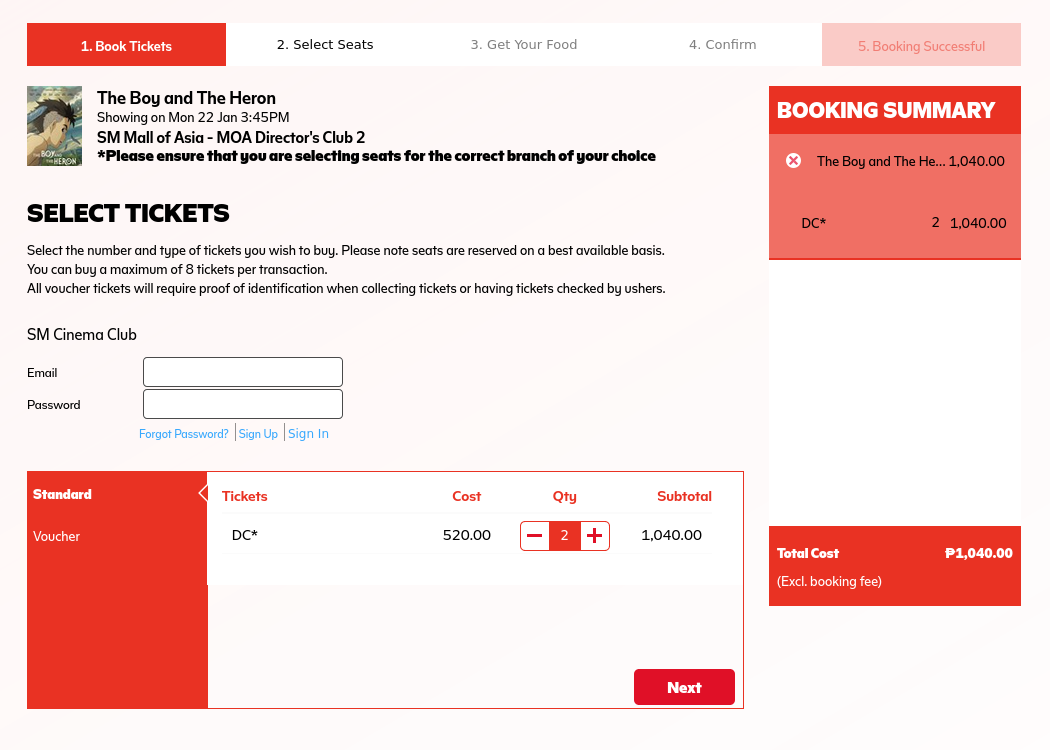 1. Book Tickets
2. Select Seats
3. Get Your Food
4. Confirm
5. Booking Successful
THE BOY AND THE HERON
The Boy and The Heron
Showing on Mon 22 Jan 3:45PM
SM Mall of Asia - MOA Director's Club 2
*Please ensure that you are selecting seats for the correct branch of your choice
SELECT TICKETS
Select the number and type of tickets you wish to buy. Please note seats are reserved on a best available basis.
You can buy a maximum of 8 tickets per transaction.
All voucher tickets will require proof of identification when collecting tickets or having tickets checked by ushers.
SM Cinema Club
Email
Password
Forgot Password? Sign Up Sign In
Standard
Voucher
Tickets Cost Qty Subtotal
DC* 520.00 2 1,040.00
Next
BOOKING SUMMARY
The Boy and The He... 1,040.00
DC* 2 1,040.00
Total Cost ₱1,040.00
(Excl. booking fee)